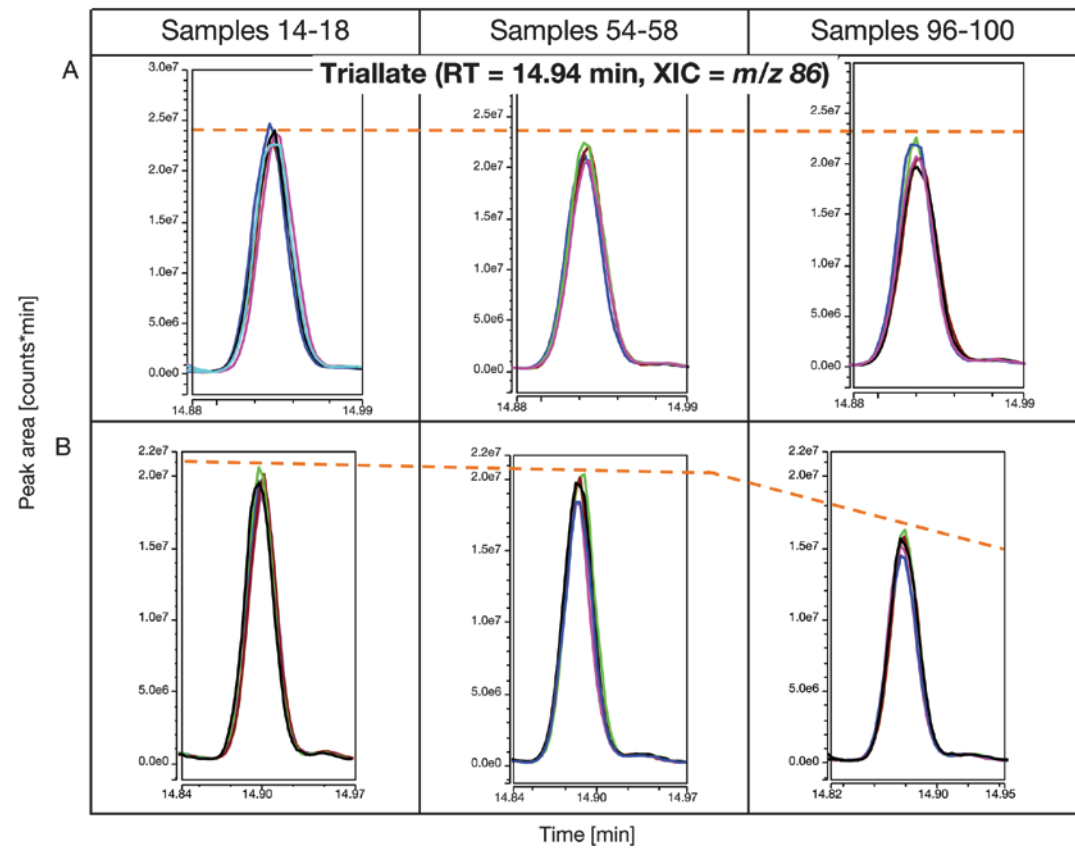 Samples 14-18 Samples 54-58 Samples 96-100
A
Triallate (RT = 14.94 min, XIC = m/z 86)
3.0e7
2.5e7
2.0e7
1.5e7
1.0e7
5.0e6
0.0e0
14.88 14.99
2.5e7
2.0e7
1.5e7
1.0e7
5.0e6
0.0e0
14.88 14.99
2.5e7
2.0e7
1.5e7
1.0e7
5.0e6
0.0e0
14.88 14.99
Peak area [counts*min]
B
2.2e7
2.0e7
1.5e7
1.0e7
5.0e6
0.0e0
14.84 14.90 14.97
2.2e7
2.0e7
1.5e7
1.0e7
5.0e6
0.0e0
14.84 14.90 14.97
2.2e7
2.0e7
1.5e7
1.0e7
5.0e6
0.0e0
14.82 14.90 14.95
Time [min]